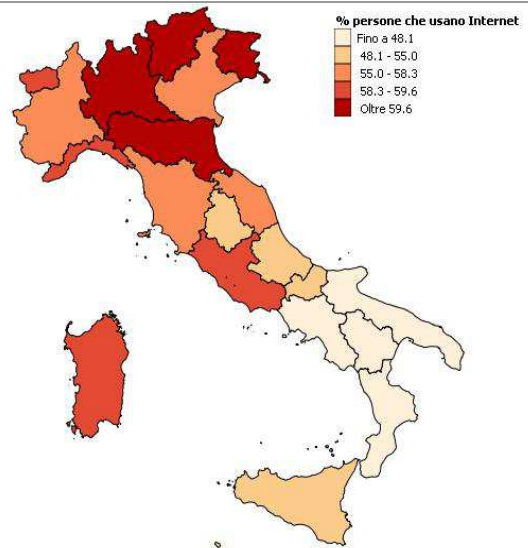 % persone che usano Internet
Fino a 48.1
48.1 - 55.0
55.0 - 58.3
58.3 - 59.6
Oltre 59.6